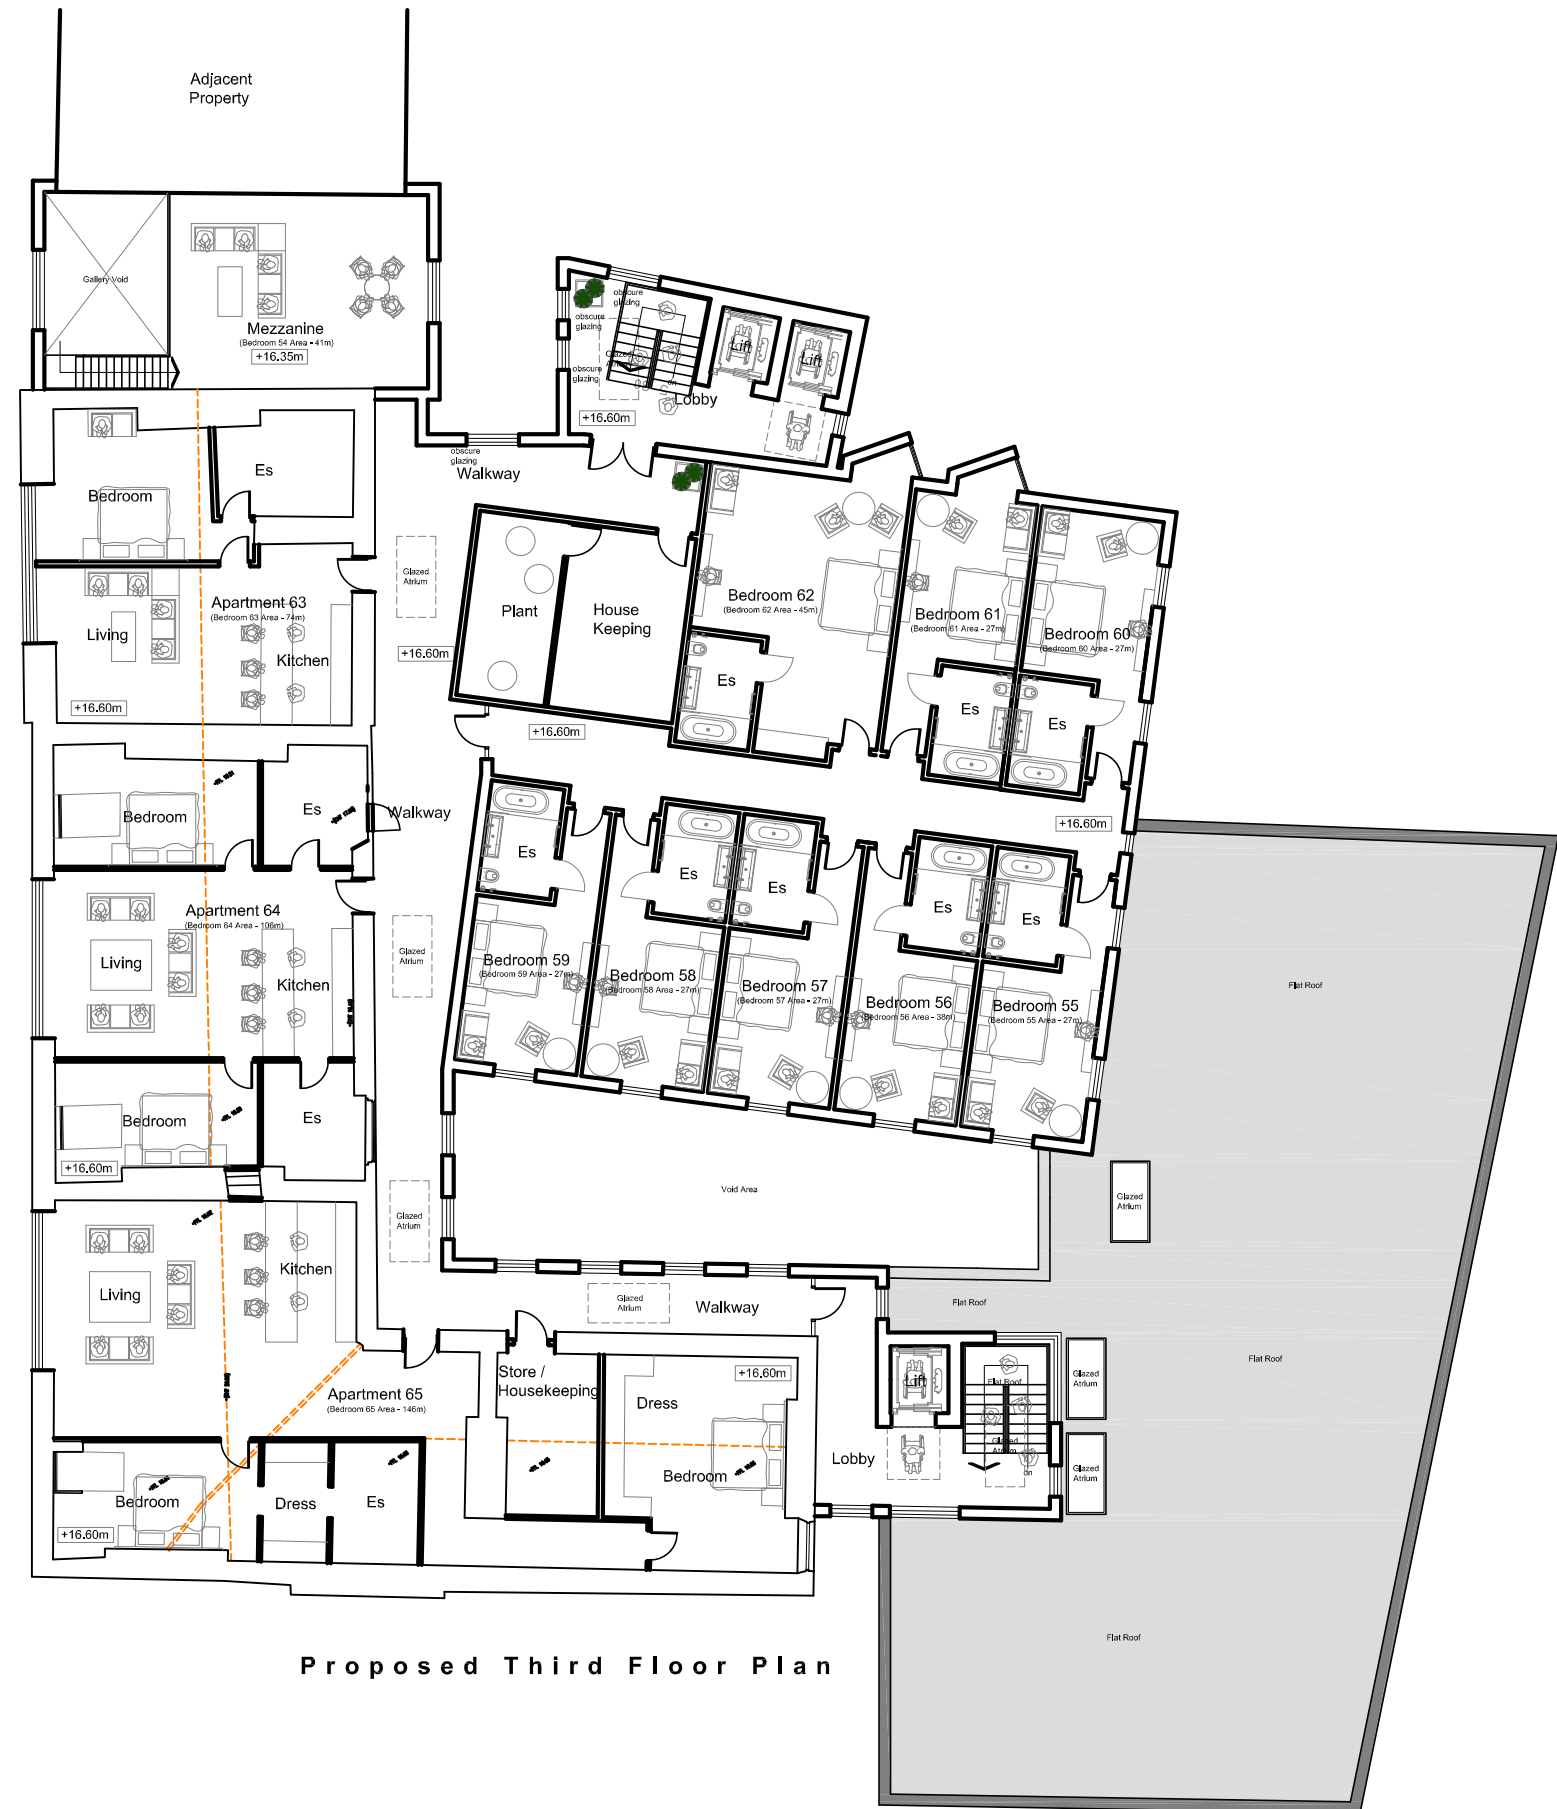 Adjacent
Property
Gallery Void
Mezzanine
(Bedroom 54 Area - 41m)
+16.35m
obscure
glazing
obscure
glazing
obscure
glazing
Glazed
dn
Lift
Lift
Lobby
+16.60m
obscure
glazing
Walkway
Es
Bedroom
Glazed
Atrium
Apartment 63
(Bedroom 63 Area - 74m)
Living
Kitchen
+16.60m
+16.60m
Plant
House
Keeping
Bedroom 62
(Bedroom 62 Area - 45m)
Es
Bedroom 61
(Bedroom 61 Area - 27m)
Es
Bedroom 60
(Bedroom 60 Area - 27m)
Es
+16.60m
+16.60m
Bedroom
Es
Walkway
Apartment 64
(Bedroom 64 Area - 106m)
Living
Kitchen
Glazed
Atrium
Es
Bedroom 59
(Bedroom 59 Area - 27m)
Es
Bedroom 58
(Bedroom 58 Area - 27m)
Es
Bedroom 57
(Bedroom 57 Area - 27m)
Es
Bedroom 56
(Bedroom 56 Area - 38m)
Es
Bedroom 55
(Bedroom 55 Area - 27m)
Flat Roof
Bedroom
Es
+16.60m
Void Area
Glazed
Atrium
Glazed
Atrium
Living
Kitchen
Glazed
Atrium
Walkway
Flat Roof
Flat Roof
Apartment 65
(Bedroom 65 Area - 146m)
Store /
Housekeeping
+16.60m
Dress
Bedroom
Lift
Flat Roof
Glazed
Atrium
Lobby
Glazed
Atrium
dn
Glazed
Atrium
Bedroom
+16.60m
Dress
Es
Flat Roof
Proposed Third Floor Plan